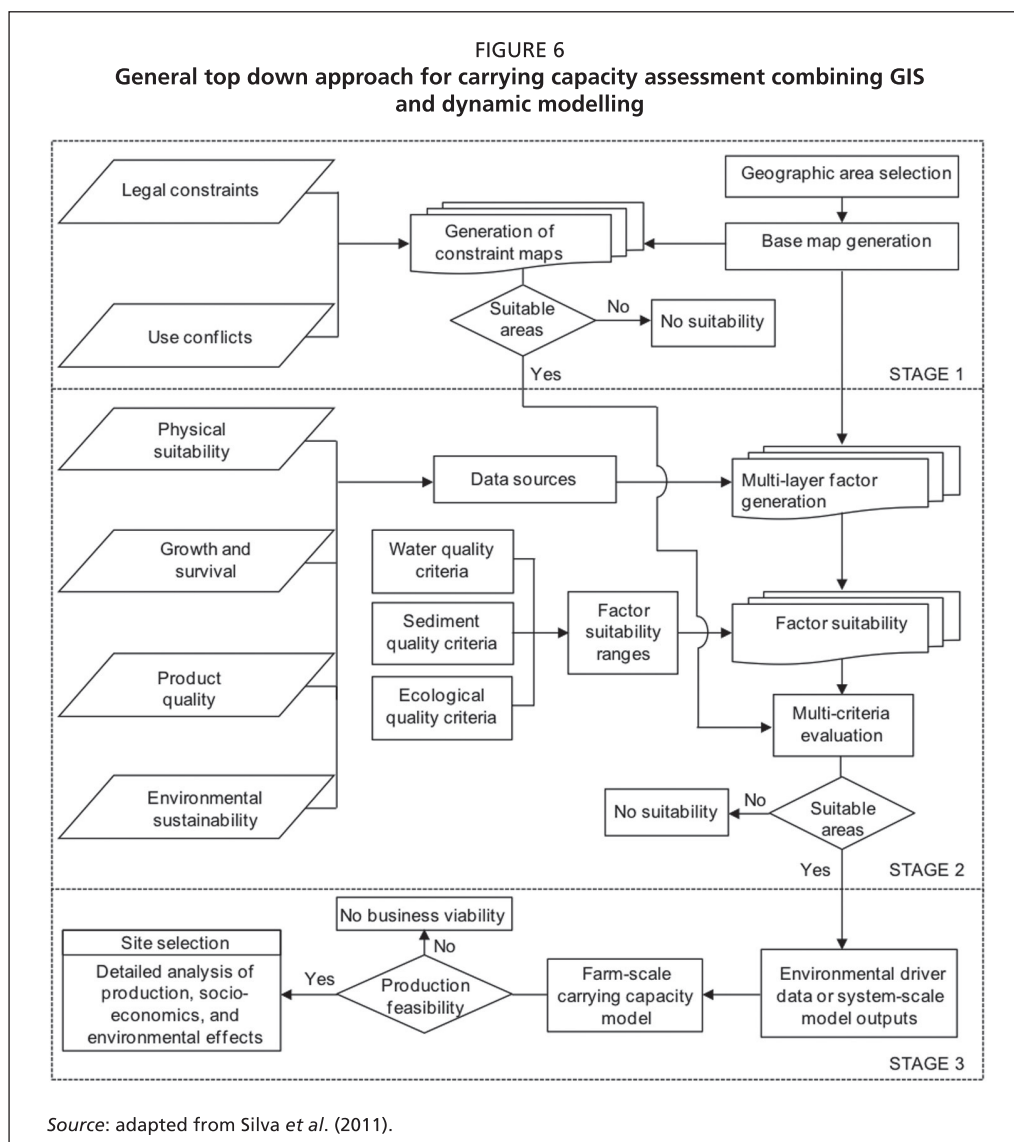 FIGURE 6
General top down approach for carrying capacity assessment combining GIS
and dynamic modelling
Legal constraints
Use conflicts
Generation of
constraint maps
Geographic area selection
Base map generation
Suitable
areas
No
No suitability
Yes
STAGE 1
Physical
suitability
Growth and
survival
Product
quality
Environmental
sustainability
Data sources
Multi-layer factor
generation
Water quality
criteria
Sediment
quality criteria
Ecological
quality criteria
Factor
suitability
ranges
Factor suitability
Multi-criteria
evaluation
Suitable
areas
No
No suitability
Yes
STAGE 2
Environmental driver
data or system-scale
model outputs
Farm-scale
carrying capacity
model
Production
feasibility
No
No business viability
Yes
Site selection
Detailed analysis of
production, socio-
economics, and
environmental effects
STAGE 3
Source: adapted from Silva et al. (2011).